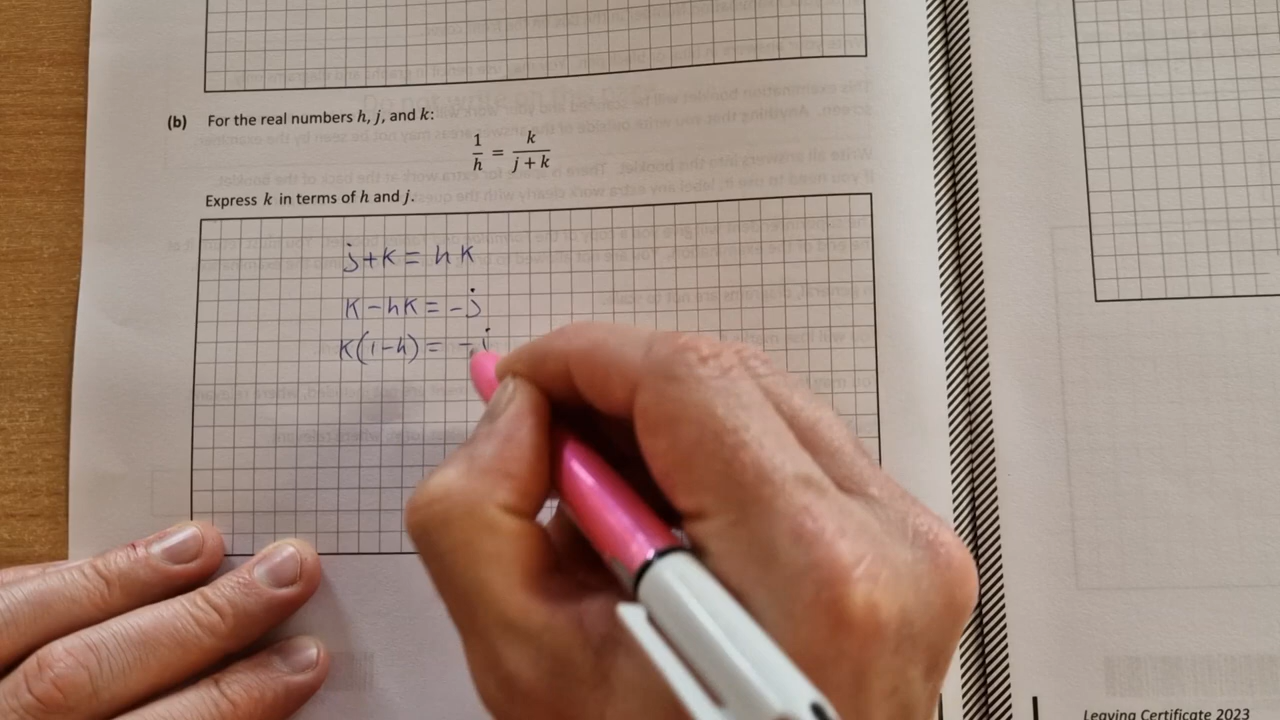 (b) For the real numbers h, j, and k:
1/h = k/(j + k)
Express k in terms of h and j.
j+k = hk
k-hk = -j
k(1-h) = -j
Leaving Certificate 2023